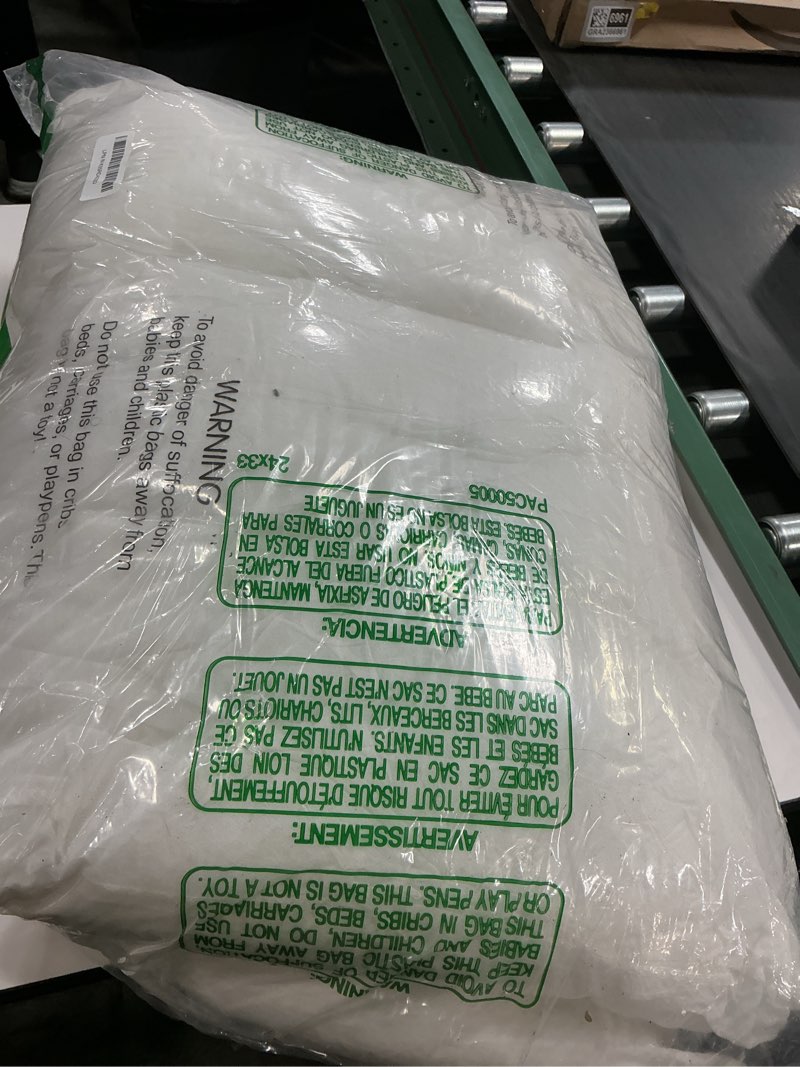 6961
GRA2366961
WARNING:
WARNING
To avoid danger of suffocation,
keep this plastic bags away from
babies and children.
Do not use this bag in cribs,
beds, carriages, or playpens. This
bag not a toy!
WARNING:
TO AVOID DANGER OF SUFFOCATION
KEEP THIS PLASTIC BAG AWAY FROM
BABIES AND CHILDREN, DO NOT USE
THIS BAG IN CRIBS, BEDS, CARRIAGES
OR PLAY PENS. THIS BAG IS NOT A TOY.
AVERTISSEMENT:
POUR ÉVITER TOUT RISQUE D'ÉTOUFFEMENT,
GARDEZ CE SAC EN PLASTIQUE LOIN DES
BÉBÉS ET LES ENFANTS. N'UTILISEZ PAS CE
SAC DANS LES BERCEAUX, LITS, CHARIOTS OU
PARC AU BEBE. CE SAC N'EST PAS UN JOUET.
ADVERTENCIA:
EL PELIGRO DE ASFIXIA, MANTENGA
DE PLASTICO FUERA DEL ALCANCE
DE BEBES Y NIÑOS. NO USAR ESTA BOLSA EN
CUNAS, CAMAS, CARRIOLAS O CORRALES PARA
BEBES. ESTA BOLSA NO ES UN JUGUETE
PAC50005
24x33